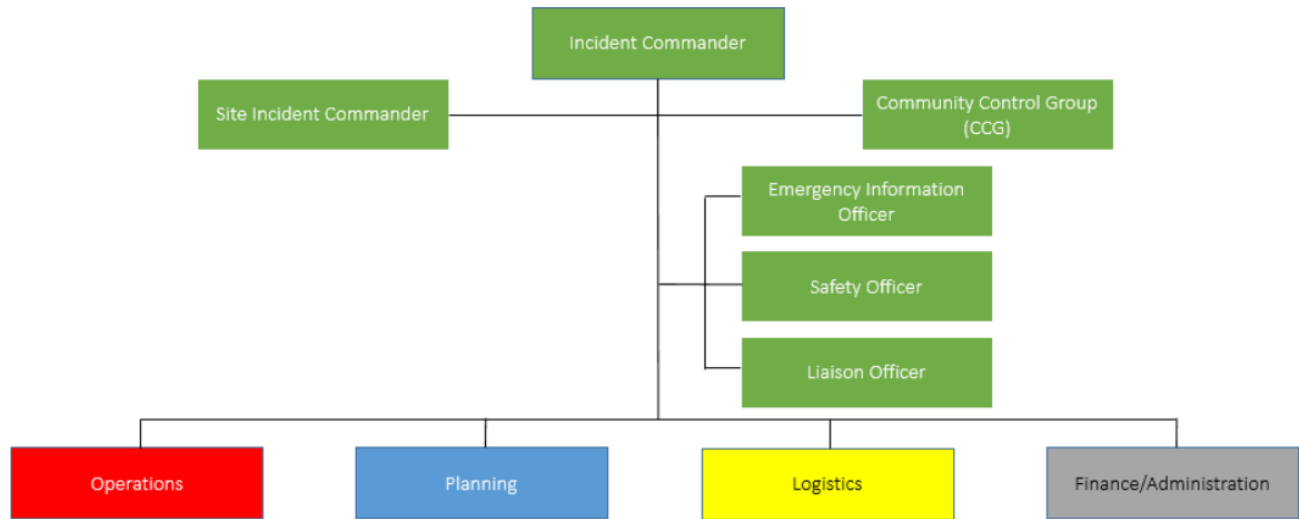 Incident Commander
Site Incident Commander
Community Control Group
(CCG)
Emergency Information
Officer
Safety Officer
Liaison Officer
Operations
Planning
Logistics
Finance/Administration